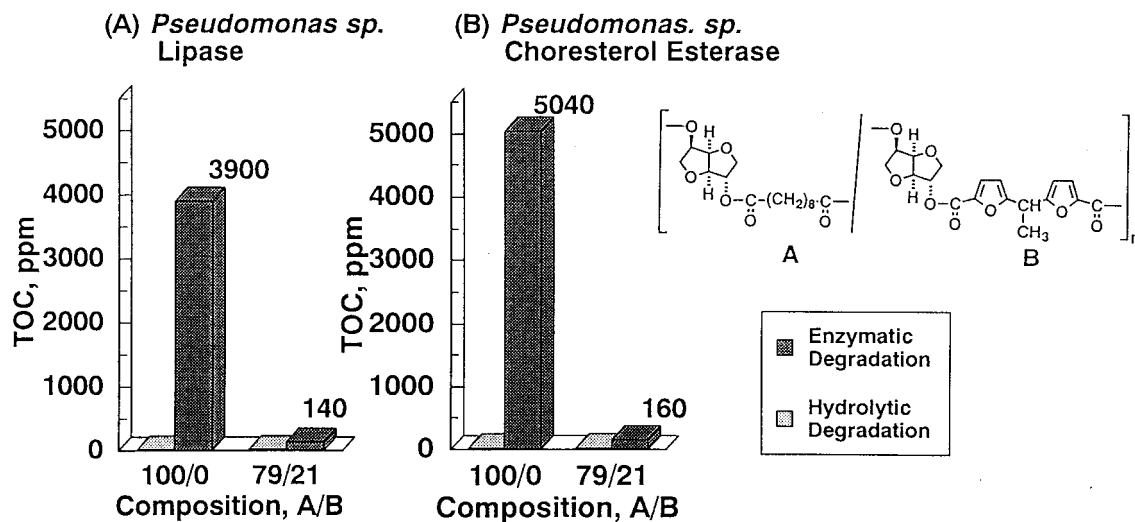 (A) Pseudomonas sp.
Lipase
(B) Pseudomonas. sp.
Choresterol Esterase
TOC, ppm
5000
4000
3000
2000
1000
0
3900
140
100/0 79/21
Composition, A/B
TOC, ppm
5000
4000
3000
2000
1000
0
5040
160
100/0 79/21
Composition, A/B
O
H
O
O
H
O-C-(CH2)8-C-
O O
A
O
H
O
O
H
O-C
O
O
CH
CH3
O
C-
O
B
n
Enzymatic
Degradation
Hydrolytic
Degradation